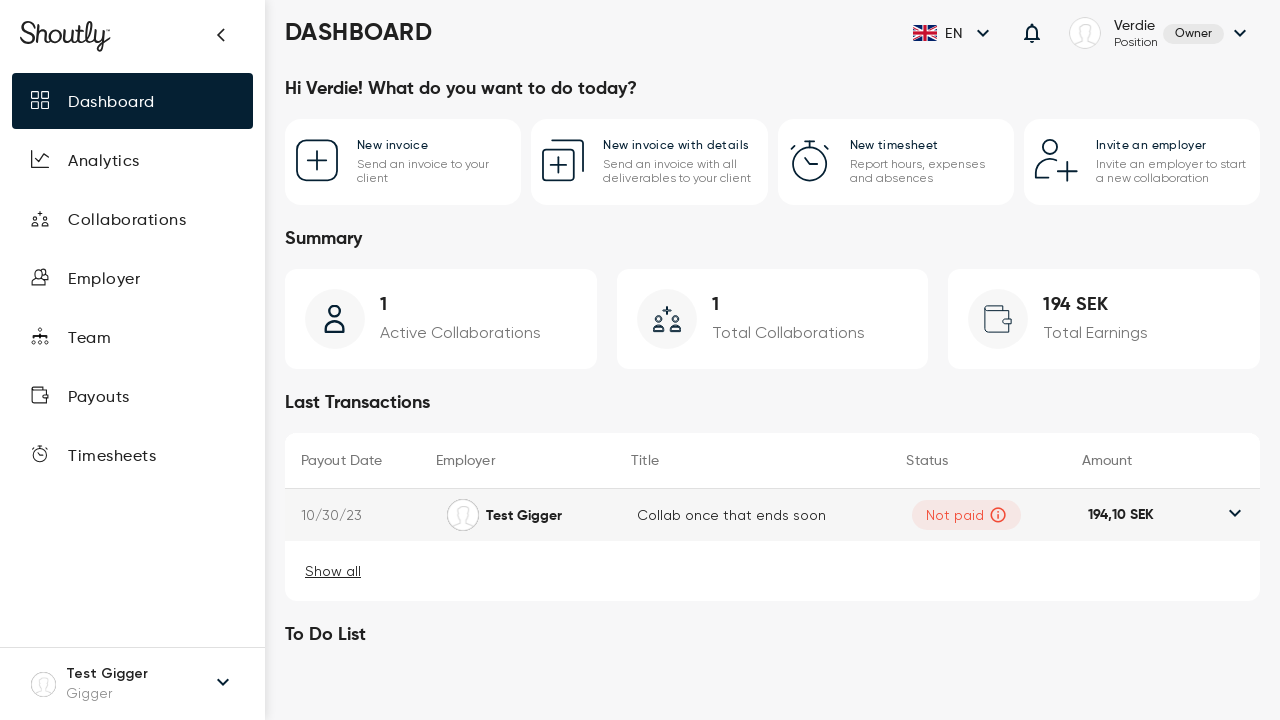 Shoutly
Dashboard
Analytics
Collaborations
Employer
Team
Payouts
Timesheets
Test Gigger
Gigger
DASHBOARD
EN
Verdie
Position
Owner
Hi Verdie! What do you want to do today?
New invoice
Send an invoice to your
client
New invoice with details
Send an invoice with all
deliverables to your client
New timesheet
Report hours, expenses
and absences
Invite an employer
Invite an employer to start
a new collaboration
Summary
1
Active Collaborations
1
Total Collaborations
194 SEK
Total Earnings
Last Transactions
Payout Date Employer Title Status Amount
10/30/23 Test Gigger Collab once that ends soon Not paid 194,10 SEK
Show all
To Do List